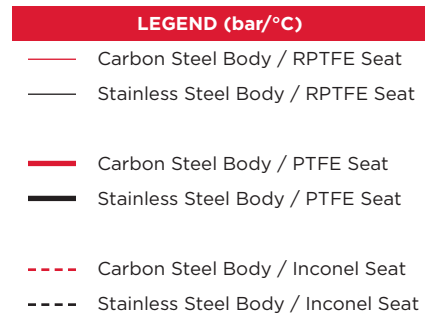 LEGEND (bar/°C)
Carbon Steel Body / RPTFE Seat
Stainless Steel Body / RPTFE Seat
Carbon Steel Body / PTFE Seat
Stainless Steel Body / PTFE Seat
Carbon Steel Body / Inconel Seat
Stainless Steel Body / Inconel Seat